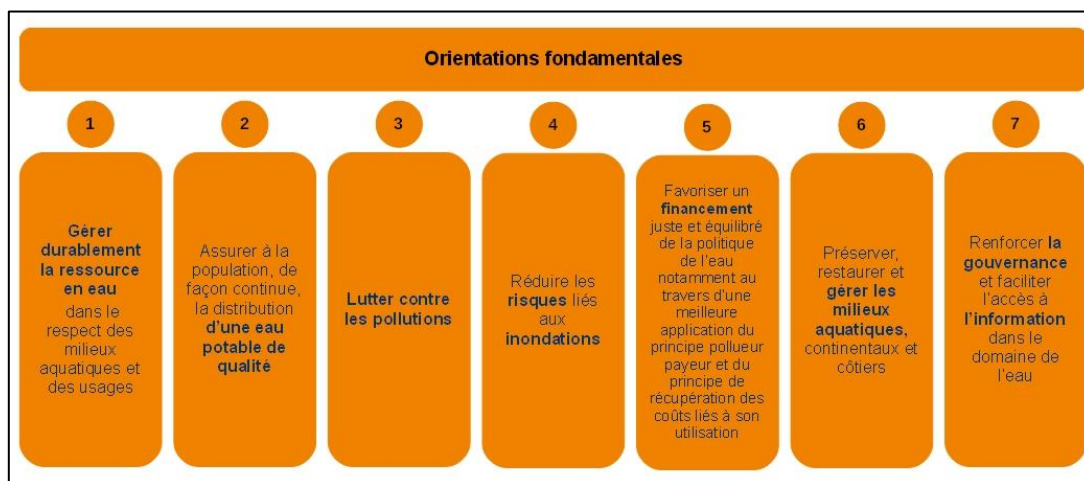 Orientations fondamentales
1
2
3
4
5
6
7
Gérer
durablement
la ressource
en eau
dans le
respect des
milieux
aquatiques et
des usages
Assurer à la
population, de
façon continue,
la distribution
d'une eau
potable de
qualité
Lutter contre
les pollutions
Réduire les
risques liés
aux
inondations
Favoriser un
financement
juste et équilibré
de la politique
de l'eau
notamment au
travers d'une
meilleure
application du
principe pollueur
payeur et du
principe de
récupération des
coûts liés à son
utilisation
Préserver,
restaurer et
gérer les
milieux
aquatiques,
continentaux et
côtiers
Renforcer la
gouvernance
et faciliter
l'accès à
l'information
dans le
domaine de
l'eau